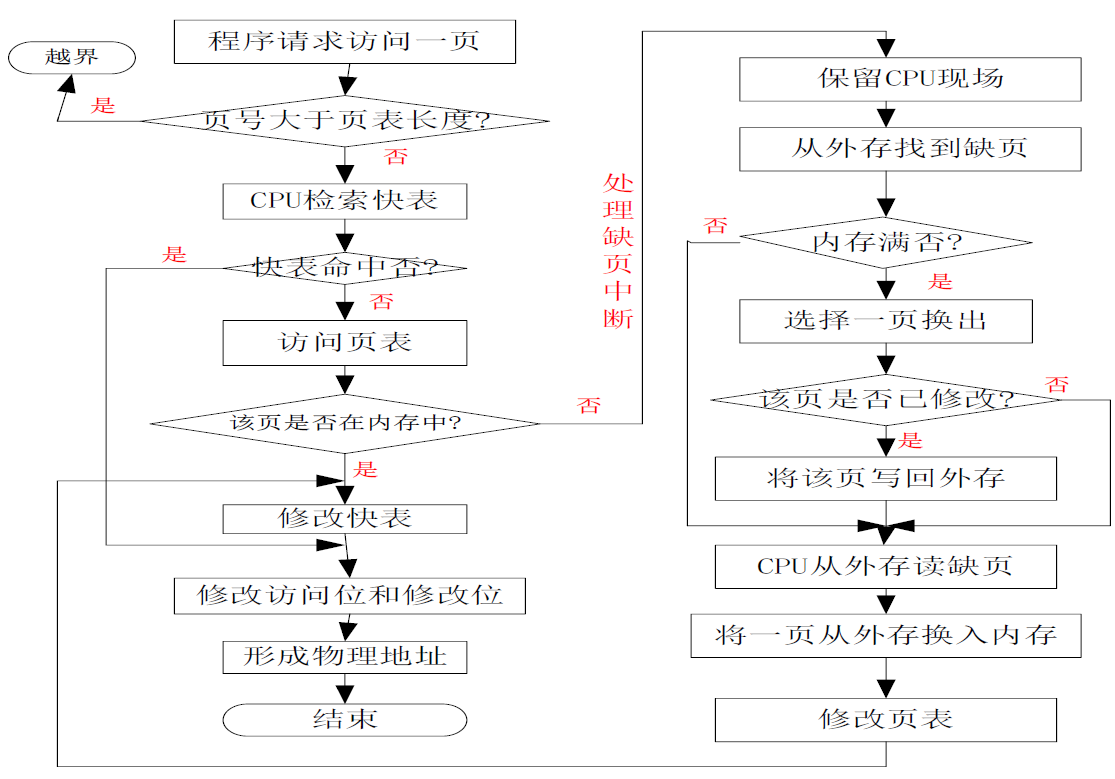 程序请求访问一页
越界
是
页号大于页表长度?
否
CPU检索快表
是
快表命中否?
否
访问页表
该页是否在内存中?
否
是
修改快表
修改访问位和修改位
形成物理地址
结束
处理缺页中断
保留CPU现场
从外存找到缺页
否
内存满否?
是
选择一页换出
该页是否已修改?
否
是
将该页写回外存
CPU从外存读缺页
将一页从外存换入内存
修改页表